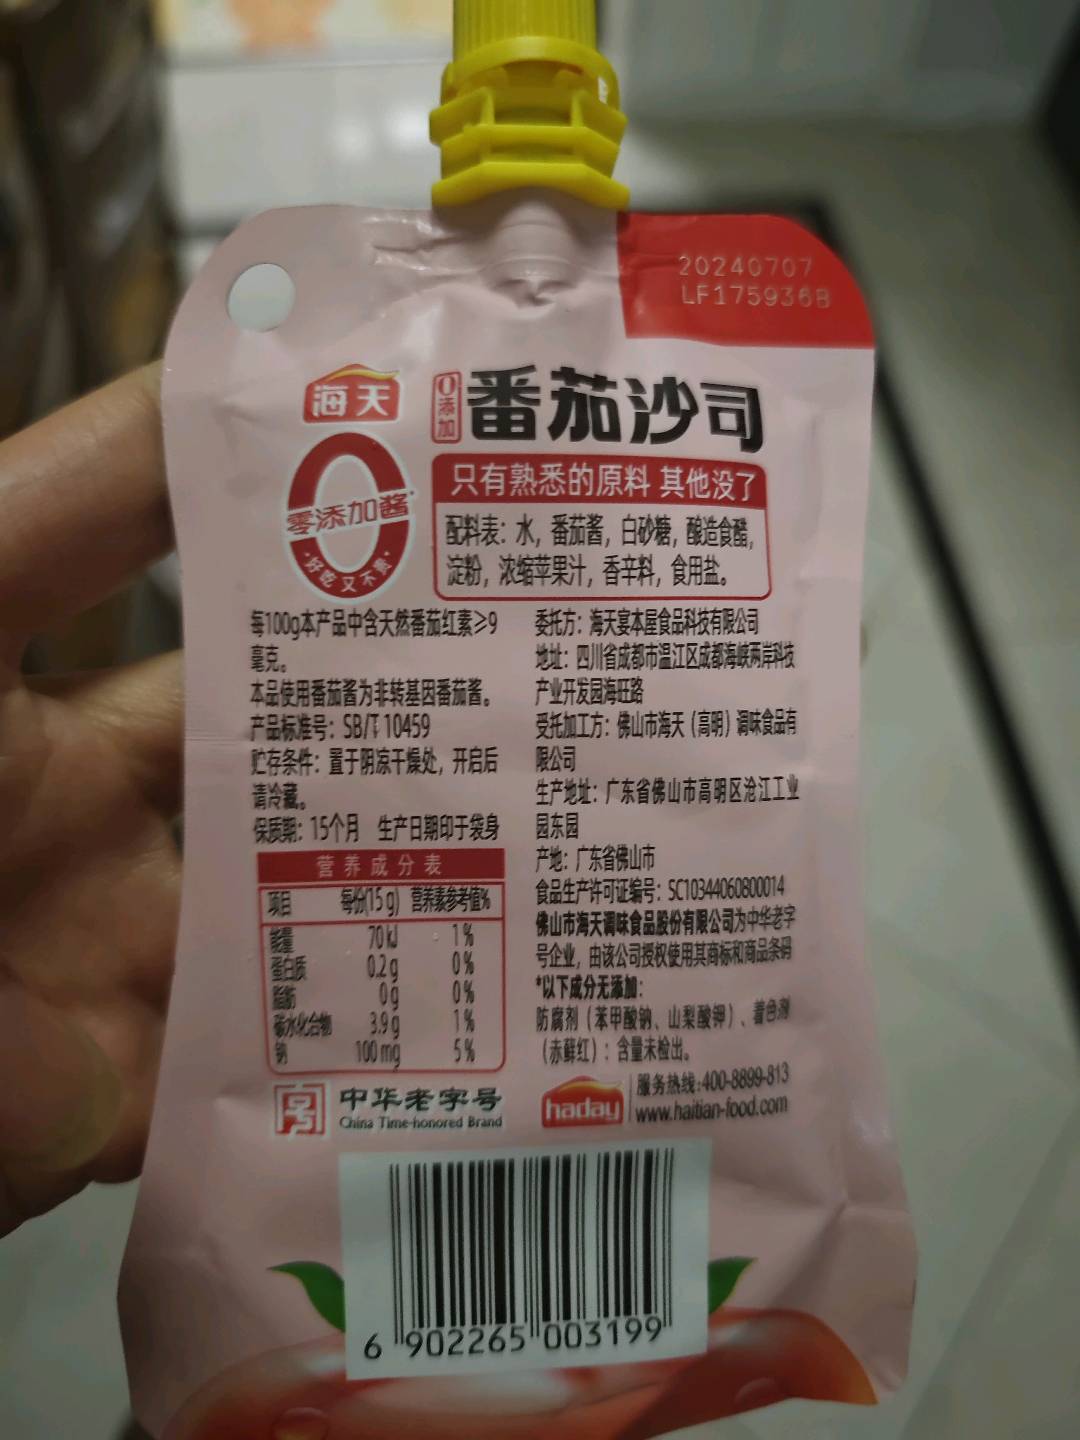 20240707
LF175936B
海天
0添加
番茄沙司
零添加酱*
·好吃又不贵·
只有熟悉的原料 其他没了
配料表：水，番茄酱，白砂糖，酿造食醋，
淀粉，浓缩苹果汁，香辛料，食用盐。
每100g本产品中含天然番茄红素≥9
毫克。
本品使用番茄酱为非转基因番茄酱。
产品标准号：SB/T 10459
贮存条件：置于阴凉干燥处，开启后
请冷藏。
保质期：15个月 生产日期印于袋身
营养成分表
项目 每份(15 g) 营养素参考值%
能量 70 kJ 1%
蛋白质 0.2 g 0%
脂肪 0 g 0%
碳水化合物 3.9 g 1%
钠 100 mg 5%
委托方：海天宴本屋食品科技有限公司
地址：四川省成都市温江区成都海峡两岸科技
产业开发园海旺路
受托加工方：佛山市海天（高明）调味食品有
限公司
生产地址：广东省佛山市高明区沧江工业
园东园
产地：广东省佛山市
食品生产许可证编号：SC10344060800014
佛山市海天调味食品股份有限公司为中华老字
号企业，由该公司授权使用其商标和商品条码
*以下成分无添加：
防腐剂（苯甲酸钠、山梨酸钾）、着色剂
（赤藓红）：含量未检出。
中华老字号
China Time-honored Brand
haday
服务热线:400-8899-813
www.haitian-food.com
6 902265 003199